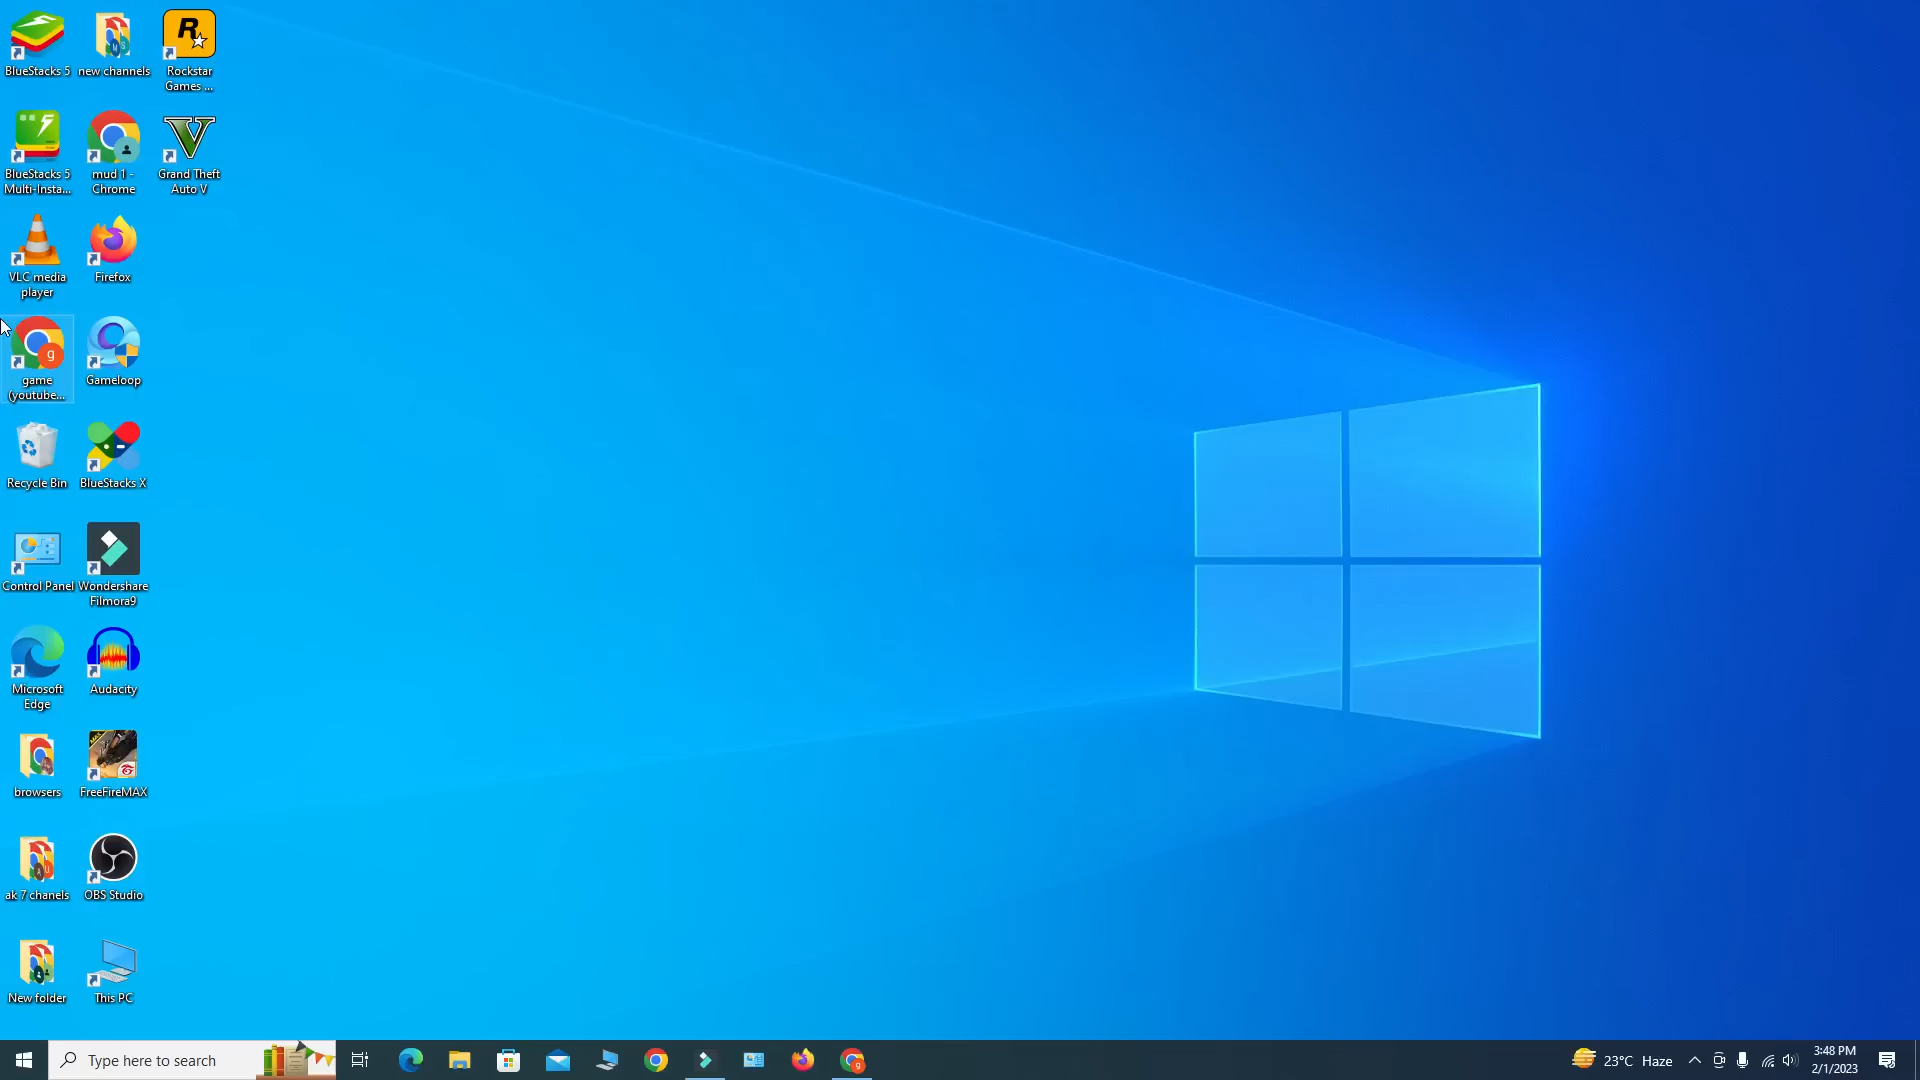 BlueStacks 5
new channels
Rockstar
Games ...
BlueStacks 5
Multi-Insta...
mud 1 -
Chrome
Grand Theft
Auto V
VLC media
player
Firefox
game
(youtube...
Gameloop
Recycle Bin
BlueStacks X
Control Panel
Wondershare
Filmora9
Microsoft
Edge
Audacity
browsers
FreeFireMAX
ak 7 chanels
OBS Studio
New folder
This PC
Type here to search
23°C Haze
3:48 PM
2/1/2023